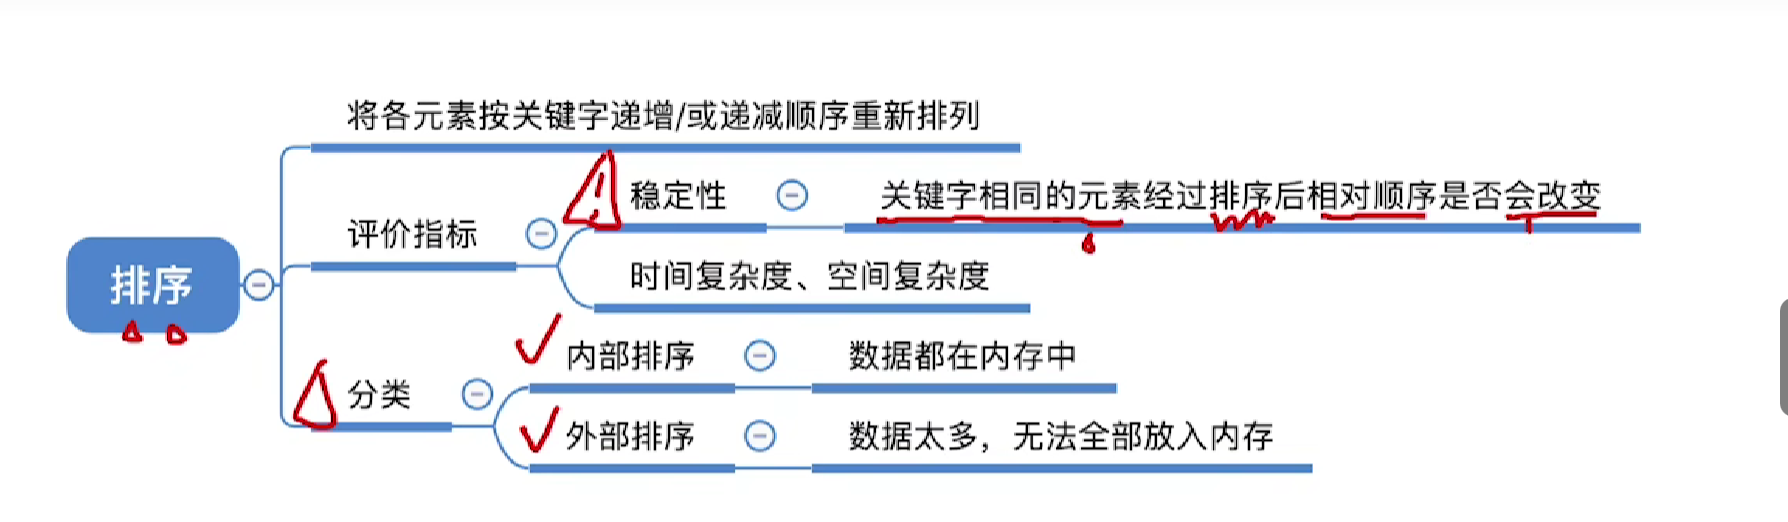 将各元素按关键字递增/或递减顺序重新排列
稳定性
关键字相同的元素经过排序后相对顺序是否会改变
评价指标
时间复杂度、空间复杂度
排序
内部排序
数据都在内存中
分类
外部排序
数据太多，无法全部放入内存